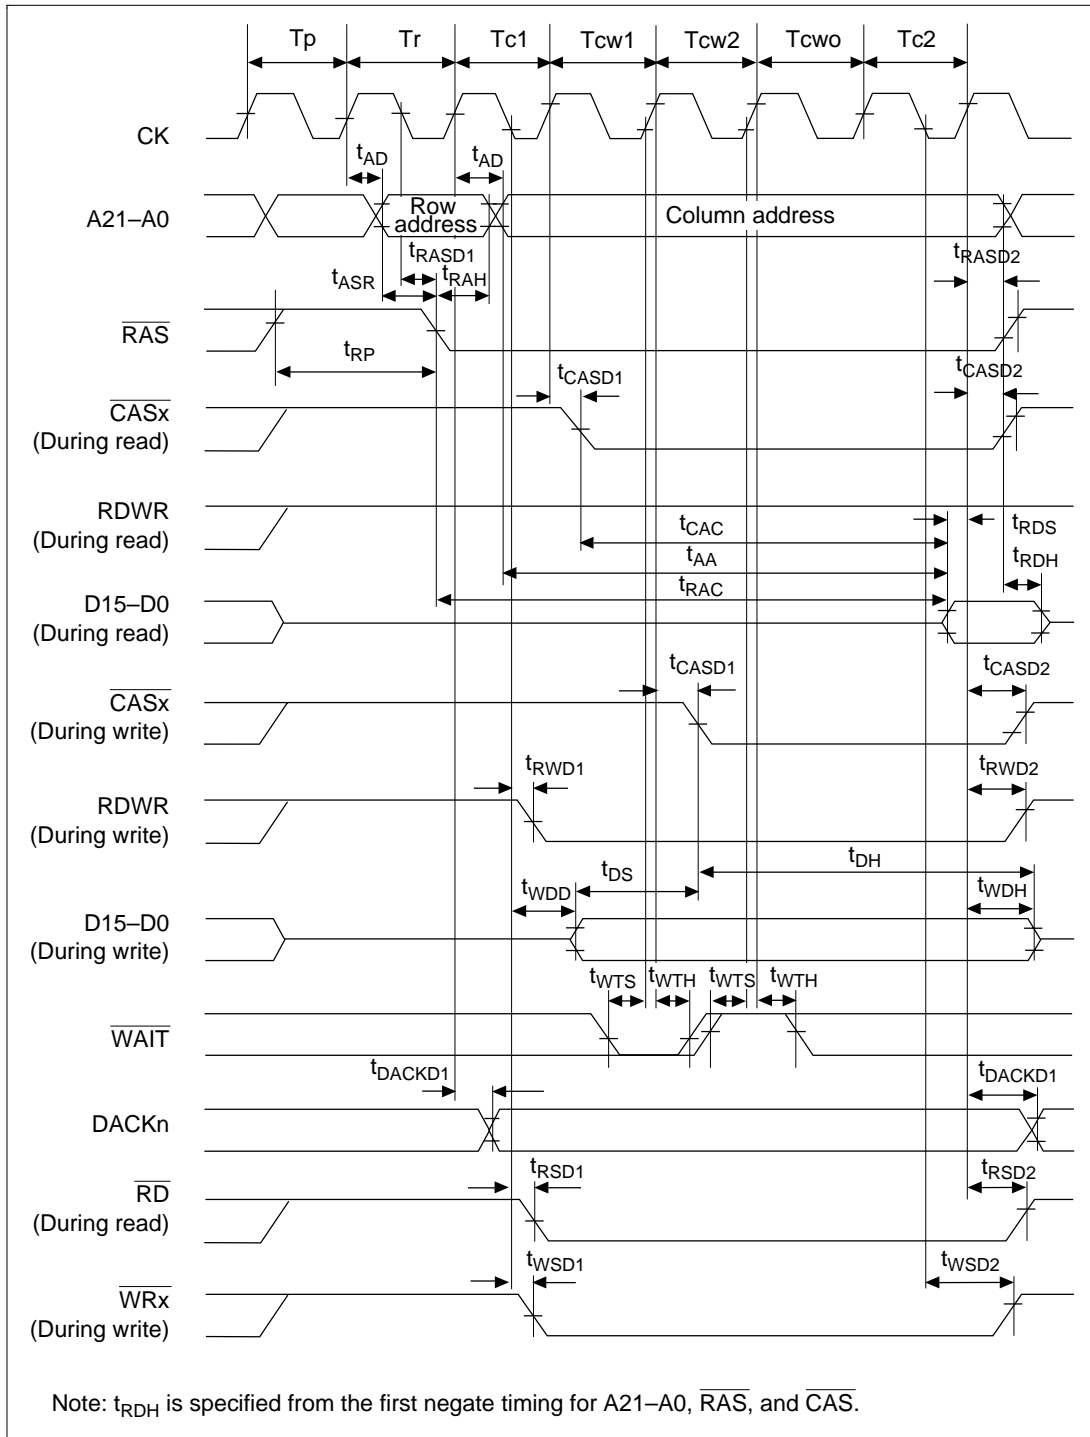 Tp Tr Tc1 Tcw1 Tcw2 Tcwo Tc2
CK
tAD tAD
A21–A0 Row address Column address
tRASD1 tRASD2
tASR tRAH
RAS
tRP
tCASD1 tCASD2
CASx
(During read)
RDWR
(During read)
tCAC tRDS
tAA tRDH
tRAC
D15–D0
(During read)
tCASD1 tCASD2
CASx
(During write)
tRWD1 tRWD2
RDWR
(During write)
tDS tDH
tWDD tWDH
D15–D0
(During write)
tWTS tWTH tWTS tWTH
WAIT
tDACKD1 tDACKD1
DACKn
tRSD1 tRSD2
RD
(During read)
tWSD1 tWSD2
WRx
(During write)
Note: tRDH is specified from the first negate timing for A21–A0, RAS, and CAS.